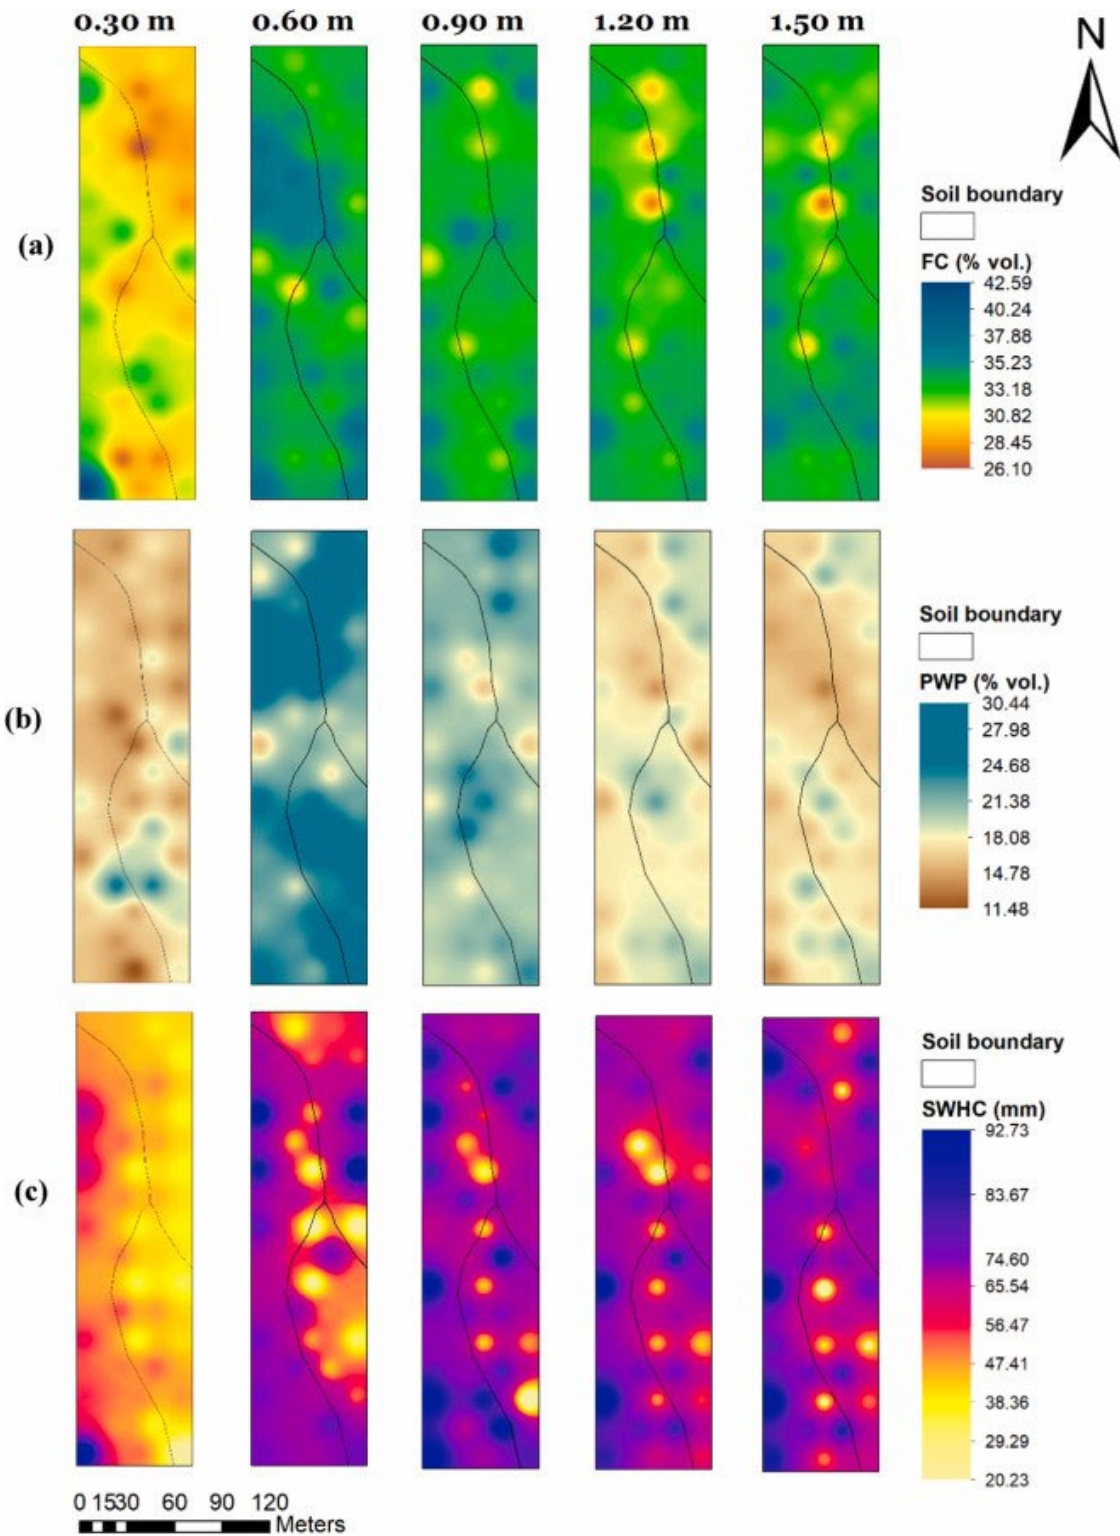 0.30 m 0.60 m 0.90 m 1.20 m 1.50 m
N
(a)
Soil boundary
FC (% vol.)
42.59
40.24
37.88
35.23
33.18
30.82
28.45
26.10
(b)
Soil boundary
PWP (% vol.)
30.44
27.98
24.68
21.38
18.08
14.78
11.48
(c)
Soil boundary
SWHC (mm)
92.73
83.67
74.60
65.54
56.47
47.41
38.36
29.29
20.23
0 1530 60 90 120
Meters